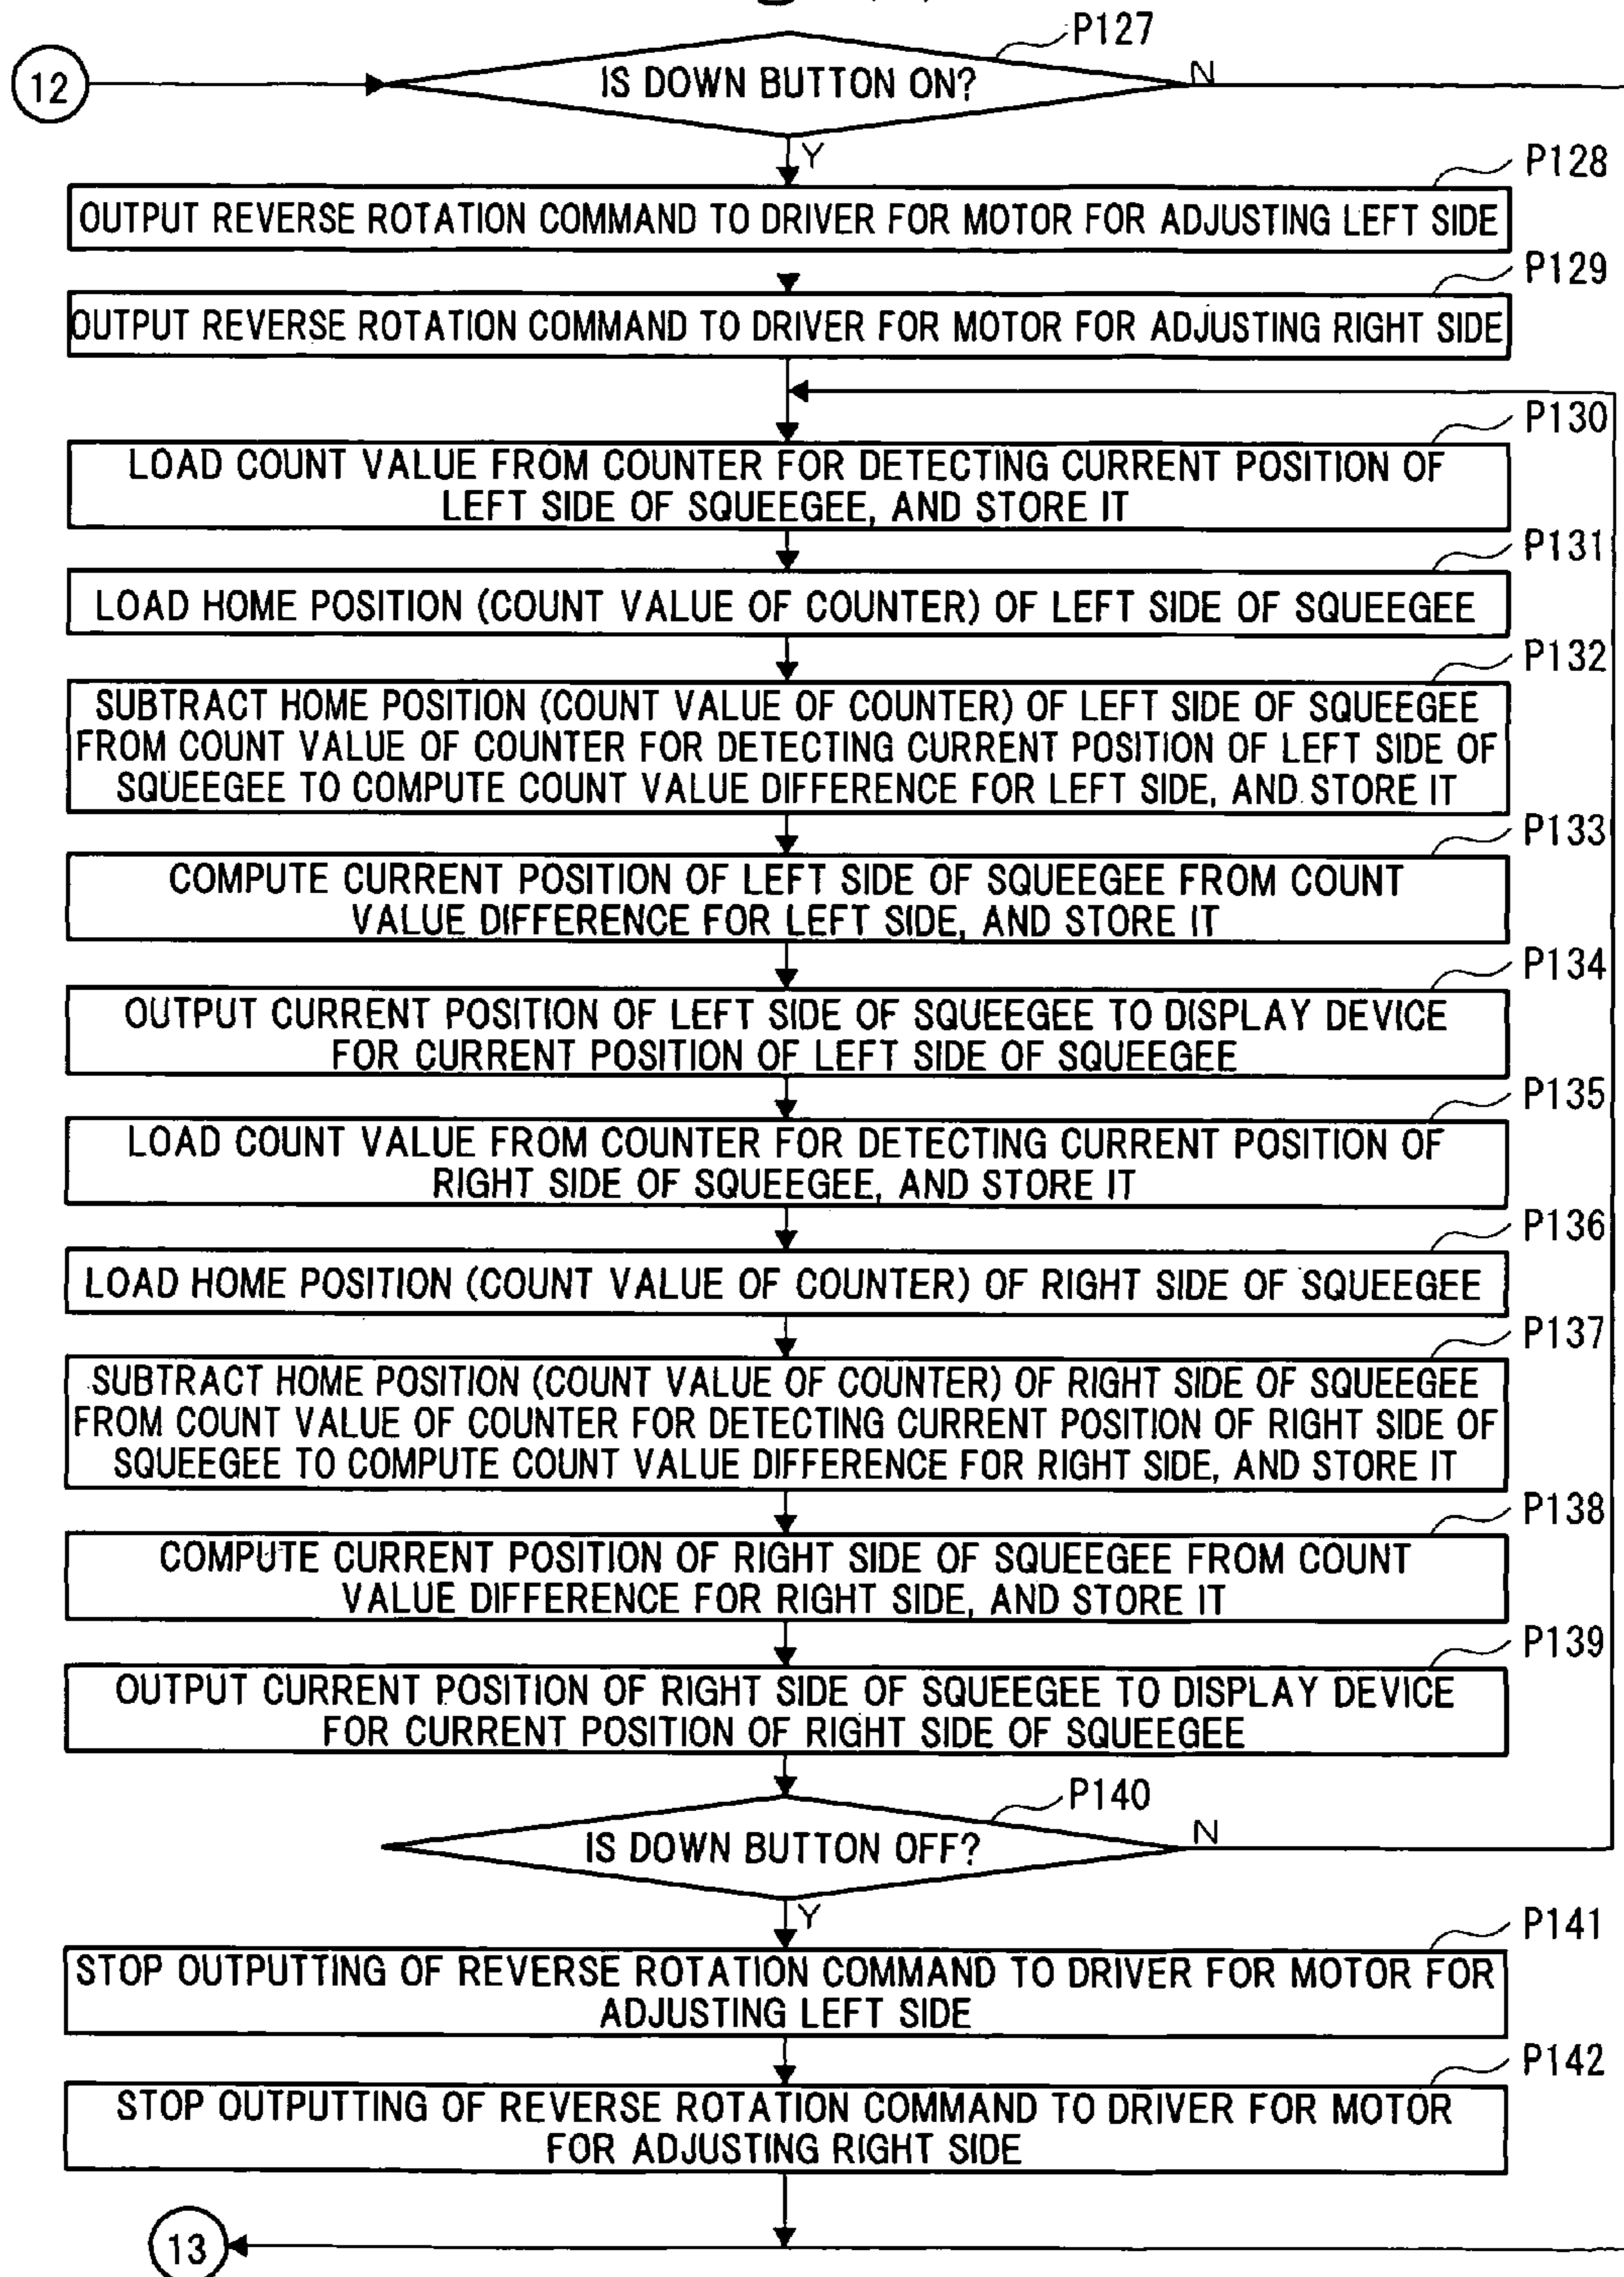 P127
12
IS DOWN BUTTON ON?
N
Y
P128
OUTPUT REVERSE ROTATION COMMAND TO DRIVER FOR MOTOR FOR ADJUSTING LEFT SIDE
P129
OUTPUT REVERSE ROTATION COMMAND TO DRIVER FOR MOTOR FOR ADJUSTING RIGHT SIDE
P130
LOAD COUNT VALUE FROM COUNTER FOR DETECTING CURRENT POSITION OF
LEFT SIDE OF SQUEEGEE, AND STORE IT
P131
LOAD HOME POSITION (COUNT VALUE OF COUNTER) OF LEFT SIDE OF SQUEEGEE
P132
SUBTRACT HOME POSITION (COUNT VALUE OF COUNTER) OF LEFT SIDE OF SQUEEGEE
FROM COUNT VALUE OF COUNTER FOR DETECTING CURRENT POSITION OF LEFT SIDE OF
SQUEEGEE TO COMPUTE COUNT VALUE DIFFERENCE FOR LEFT SIDE, AND STORE IT
P133
COMPUTE CURRENT POSITION OF LEFT SIDE OF SQUEEGEE FROM COUNT
VALUE DIFFERENCE FOR LEFT SIDE, AND STORE IT
P134
OUTPUT CURRENT POSITION OF LEFT SIDE OF SQUEEGEE TO DISPLAY DEVICE
FOR CURRENT POSITION OF LEFT SIDE OF SQUEEGEE
P135
LOAD COUNT VALUE FROM COUNTER FOR DETECTING CURRENT POSITION OF
RIGHT SIDE OF SQUEEGEE, AND STORE IT
P136
LOAD HOME POSITION (COUNT VALUE OF COUNTER) OF RIGHT SIDE OF SQUEEGEE
P137
SUBTRACT HOME POSITION (COUNT VALUE OF COUNTER) OF RIGHT SIDE OF SQUEEGEE
FROM COUNT VALUE OF COUNTER FOR DETECTING CURRENT POSITION OF RIGHT SIDE OF
SQUEEGEE TO COMPUTE COUNT VALUE DIFFERENCE FOR RIGHT SIDE, AND STORE IT
P138
COMPUTE CURRENT POSITION OF RIGHT SIDE OF SQUEEGEE FROM COUNT
VALUE DIFFERENCE FOR RIGHT SIDE, AND STORE IT
P139
OUTPUT CURRENT POSITION OF RIGHT SIDE OF SQUEEGEE TO DISPLAY DEVICE
FOR CURRENT POSITION OF RIGHT SIDE OF SQUEEGEE
P140
IS DOWN BUTTON OFF?
N
Y
P141
STOP OUTPUTTING OF REVERSE ROTATION COMMAND TO DRIVER FOR MOTOR FOR
ADJUSTING LEFT SIDE
P142
STOP OUTPUTTING OF REVERSE ROTATION COMMAND TO DRIVER FOR MOTOR
FOR ADJUSTING RIGHT SIDE
13